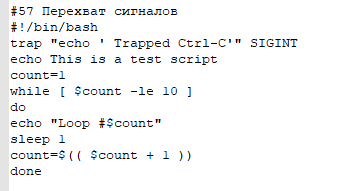 #57 Перехват сигналов
#!/bin/bash
trap "echo ' Trapped Ctrl-C'" SIGINT
echo This is a test script
count=1
while [ $count -le 10 ]
do
echo "Loop #$count"
sleep 1
count=$(( $count + 1 ))
done